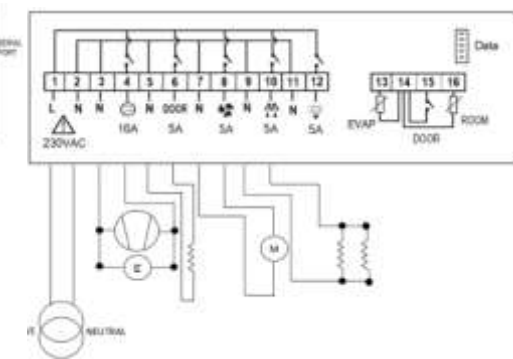 Data
1 2 3 4 5 6 7 8 9 10 11 12
13 14 15 16
L N N N DOOR N N N
16A 5A 5A 5A 5A
230VAC
EVAP
ROOM
DOOR
M
E
NEUTRAL